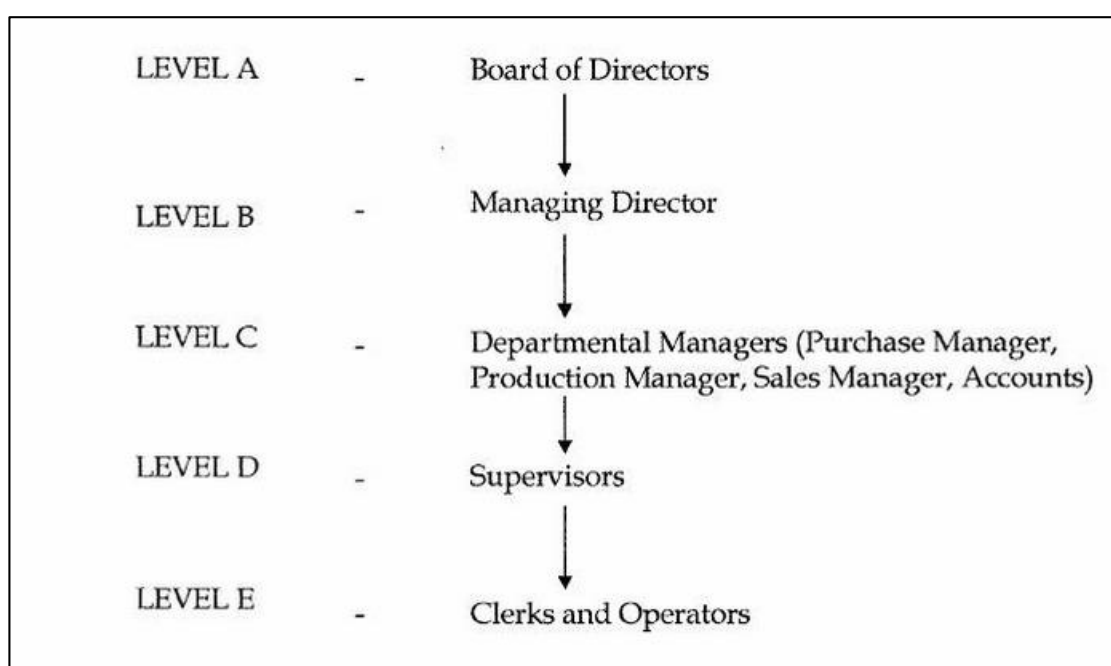 LEVEL A - Board of Directors
LEVEL B - Managing Director
LEVEL C - Departmental Managers (Purchase Manager,
Production Manager, Sales Manager, Accounts)
LEVEL D - Supervisors
LEVEL E - Clerks and Operators